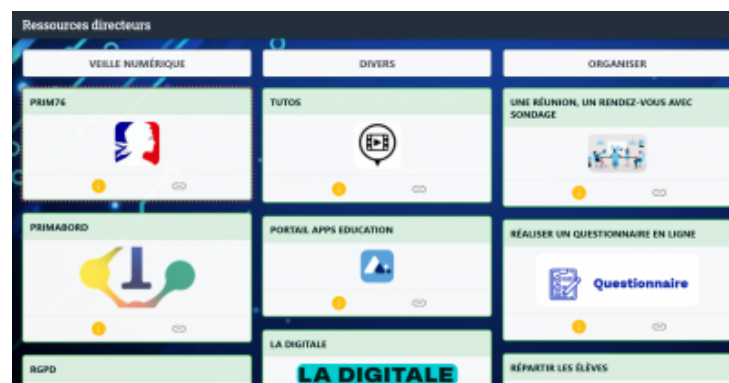 Ressources directeurs
VEILLE NUMÉRIQUE
DIVERS
ORGANISER
PRIM76
TUTOS
UNE RÉUNION, UN RENDEZ-VOUS AVEC
SONDAGE
PRIMABORD
PORTAIL APPS EDUCATION
RÉALISER UN QUESTIONNAIRE EN LIGNE
Questionnaire
RGPD
LA DIGITALE
LA DIGITALE
RÉPARTIR LES ÉLÈVES